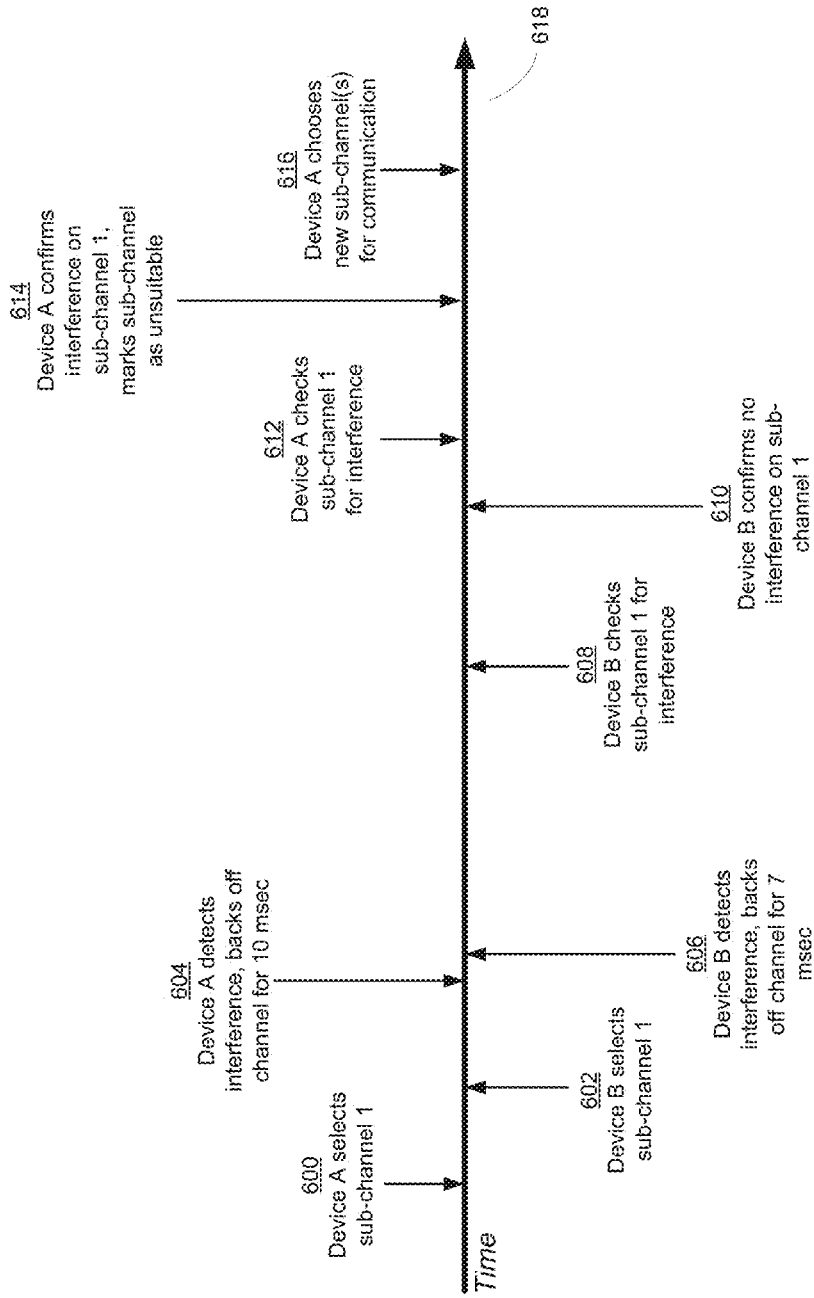 600
Device A selects
sub-channel 1
602
Device B selects
sub-channel 1
604
Device A detects
interference, backs off
channel for 10 msec
606
Device B detects
interference, backs
off channel for 7
msec
608
Device B checks
sub-channel 1 for
interference
610
Device B confirms no
interference on sub-
channel 1
612
Device A checks
sub-channel 1
for interference
614
Device A confirms
interference on
sub-channel 1,
marks sub-channel
as unsuitable
616
Device A chooses
new sub-channel(s)
for communication
Time
618